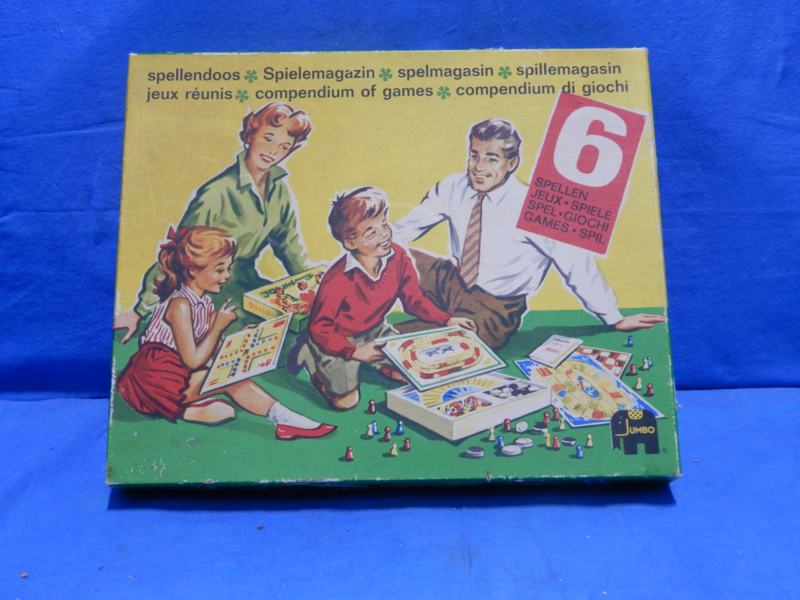 spellendoos ✽ Spielemagazin ✽ spelmagasin ✽ spillemagasin
jeux réunis ✽ compendium of games ✽ compendium di giochi
6
SPELLEN
JEUX • SPIELE
SPEL • GIOCHI
GAMES • SPIL
JUMBO